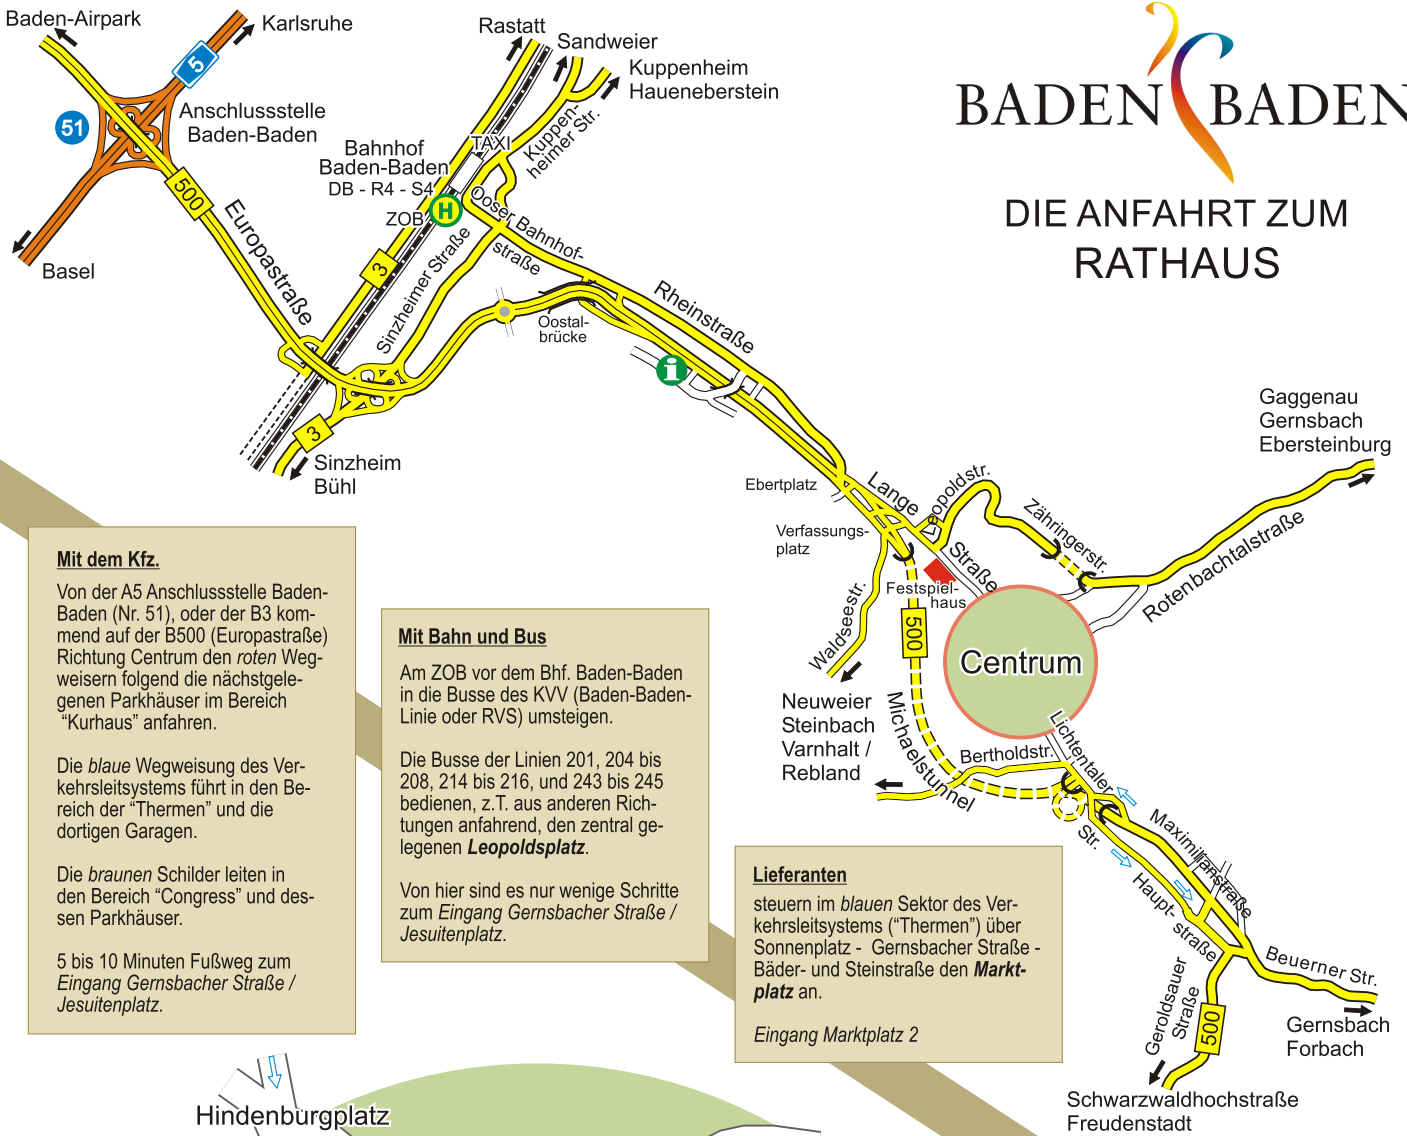 Baden-Airpark
Karlsruhe
5
Anschlussstelle
Baden-Baden
51
500
Basel
Europastraße
Rastatt
Sandweier
Kuppenheim
Haueneberstein
Kuppen-
heimer Str.
TAXI
Bahnhof
Baden-Baden
DB - R4 - S4
ZOB
H
3
Ooser Bahnhof-
straße
Sinzheimer Straße
Rheinstraße
Oostal-
brücke
i
3
Sinzheim
Bühl
BADEN BADEN
DIE ANFAHRT ZUM
RATHAUS
Gaggenau
Gernsbach
Ebersteinburg
Ebertplatz
Lange
Straße
Leopoldstr.
Zähringerstr.
Rotenbachtalstraße
Verfassungs-
platz
Festspiel-
haus
Waldseestr.
500
Centrum
Neuweier
Steinbach
Varnhalt /
Rebland
Michaelstunnel
Bertholdstr.
Lichtentaler
Str.
Maximilianstraße
Haupt-
straße
Beuerner Str.
Geroldsauer
Straße
500
Gernsbach
Forbach
Schwarzwaldhochstraße
Freudenstadt
Mit dem Kfz.
Von der A5 Anschlussstelle Baden-
Baden (Nr. 51), oder der B3 kom-
mend auf der B500 (Europastraße)
Richtung Centrum den roten Weg-
weisern folgend die nächstgele-
genen Parkhäuser im Bereich
“Kurhaus” anfahren.
Die blaue Wegweisung des Ver-
kehrsleitsystems führt in den Be-
reich der “Thermen” und die
dortigen Garagen.
Die braunen Schilder leiten in
den Bereich “Congress” und des-
sen Parkhäuser.
5 bis 10 Minuten Fußweg zum
Eingang Gernsbacher Straße /
Jesuitenplatz.
Mit Bahn und Bus
Am ZOB vor dem Bhf. Baden-Baden
in die Busse des KVV (Baden-Baden-
Linie oder RVS) umsteigen.
Die Busse der Linien 201, 204 bis
208, 214 bis 216, und 243 bis 245
bedienen, z.T. aus anderen Rich-
tungen anfahrend, den zentral ge-
legenen Leopoldsplatz.
Von hier sind es nur wenige Schritte
zum Eingang Gernsbacher Straße /
Jesuitenplatz.
Lieferanten
steuern im blauen Sektor des Ver-
kehrsleitsystems (“Thermen”) über
Sonnenplatz - Gernsbacher Straße -
Bäder- und Steinstraße den Markt-
platz an.
Eingang Marktplatz 2
Hindenburgplatz